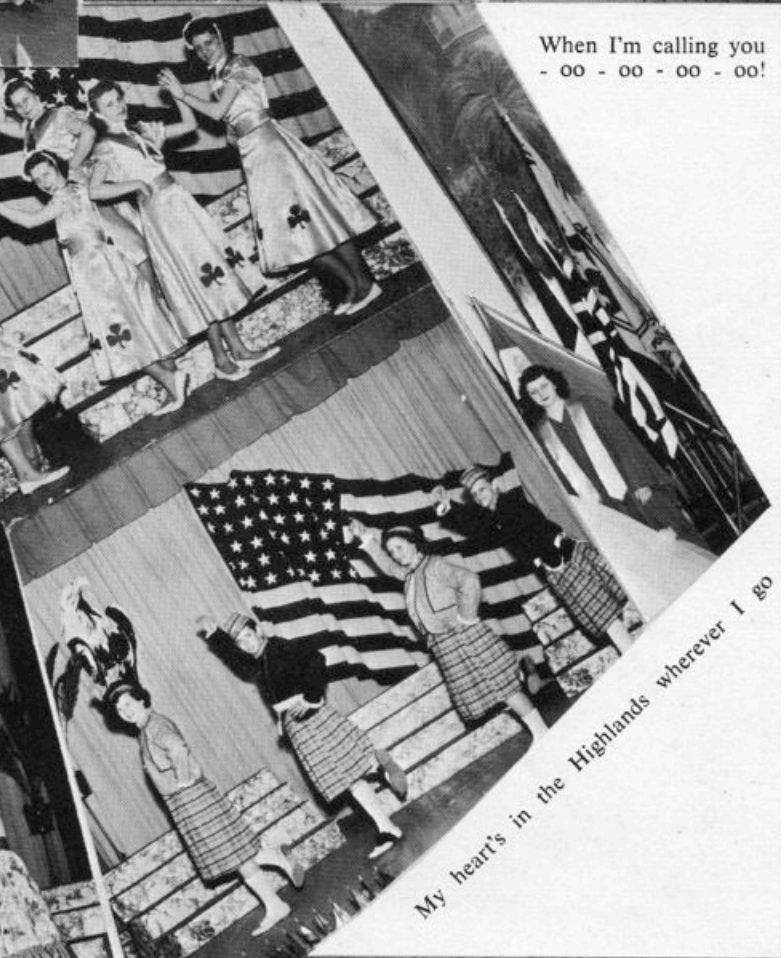 When I'm calling you
- oo - oo - oo - oo!
My heart's in the Highlands wherever I go